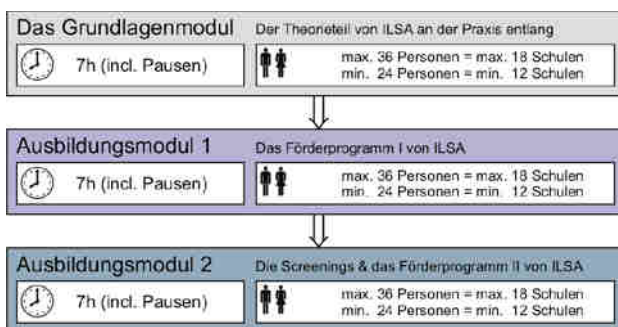 Das Grundlagenmodul Der Theorieteil von ILSA an der Praxis entlang
7h (incl. Pausen) max. 36 Personen = max. 18 Schulen
min. 24 Personen = min. 12 Schulen
Ausbildungsmodul 1 Das Förderprogramm I von ILSA
7h (incl. Pausen) max. 36 Personen = max. 18 Schulen
min. 24 Personen = min. 12 Schulen
Ausbildungsmodul 2 Die Screenings & das Förderprogramm II von ILSA
7h (incl. Pausen) max. 36 Personen = max. 18 Schulen
min. 24 Personen = min. 12 Schulen